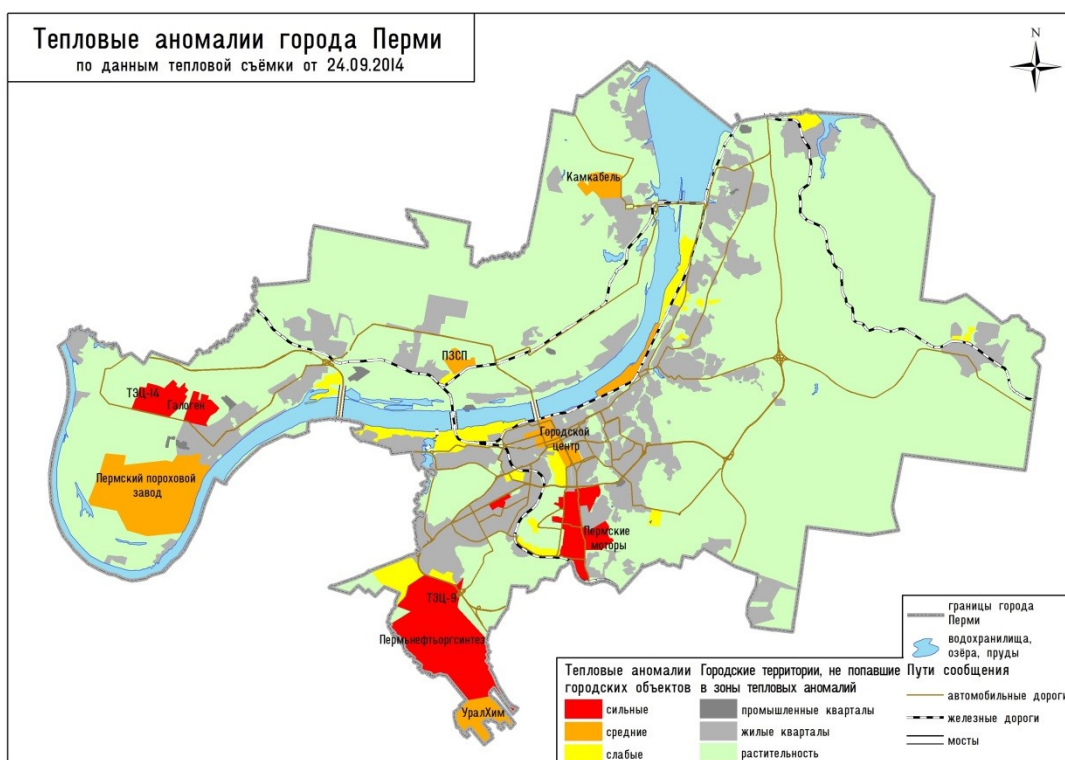 Тепловые аномалии города Перми
по данным тепловой съёмки от 24.09.2014
N
Камкабель
ПЗСП
ТЭЦ-14
Галоген
Городской
центр
Пермский пороховой
завод
Пермские
моторы
ТЭЦ-9
Пермьнефтьоргсинтез
УралХим
границы города
Перми
водохранилища,
озёра, пруды
Тепловые аномалии
городских объектов
сильные
средние
слабые
Городские территории, не попавшие
в зоны тепловых аномалий
промышленные кварталы
жилые кварталы
растительность
Пути сообщения
автомобильные дороги
железные дороги
мосты